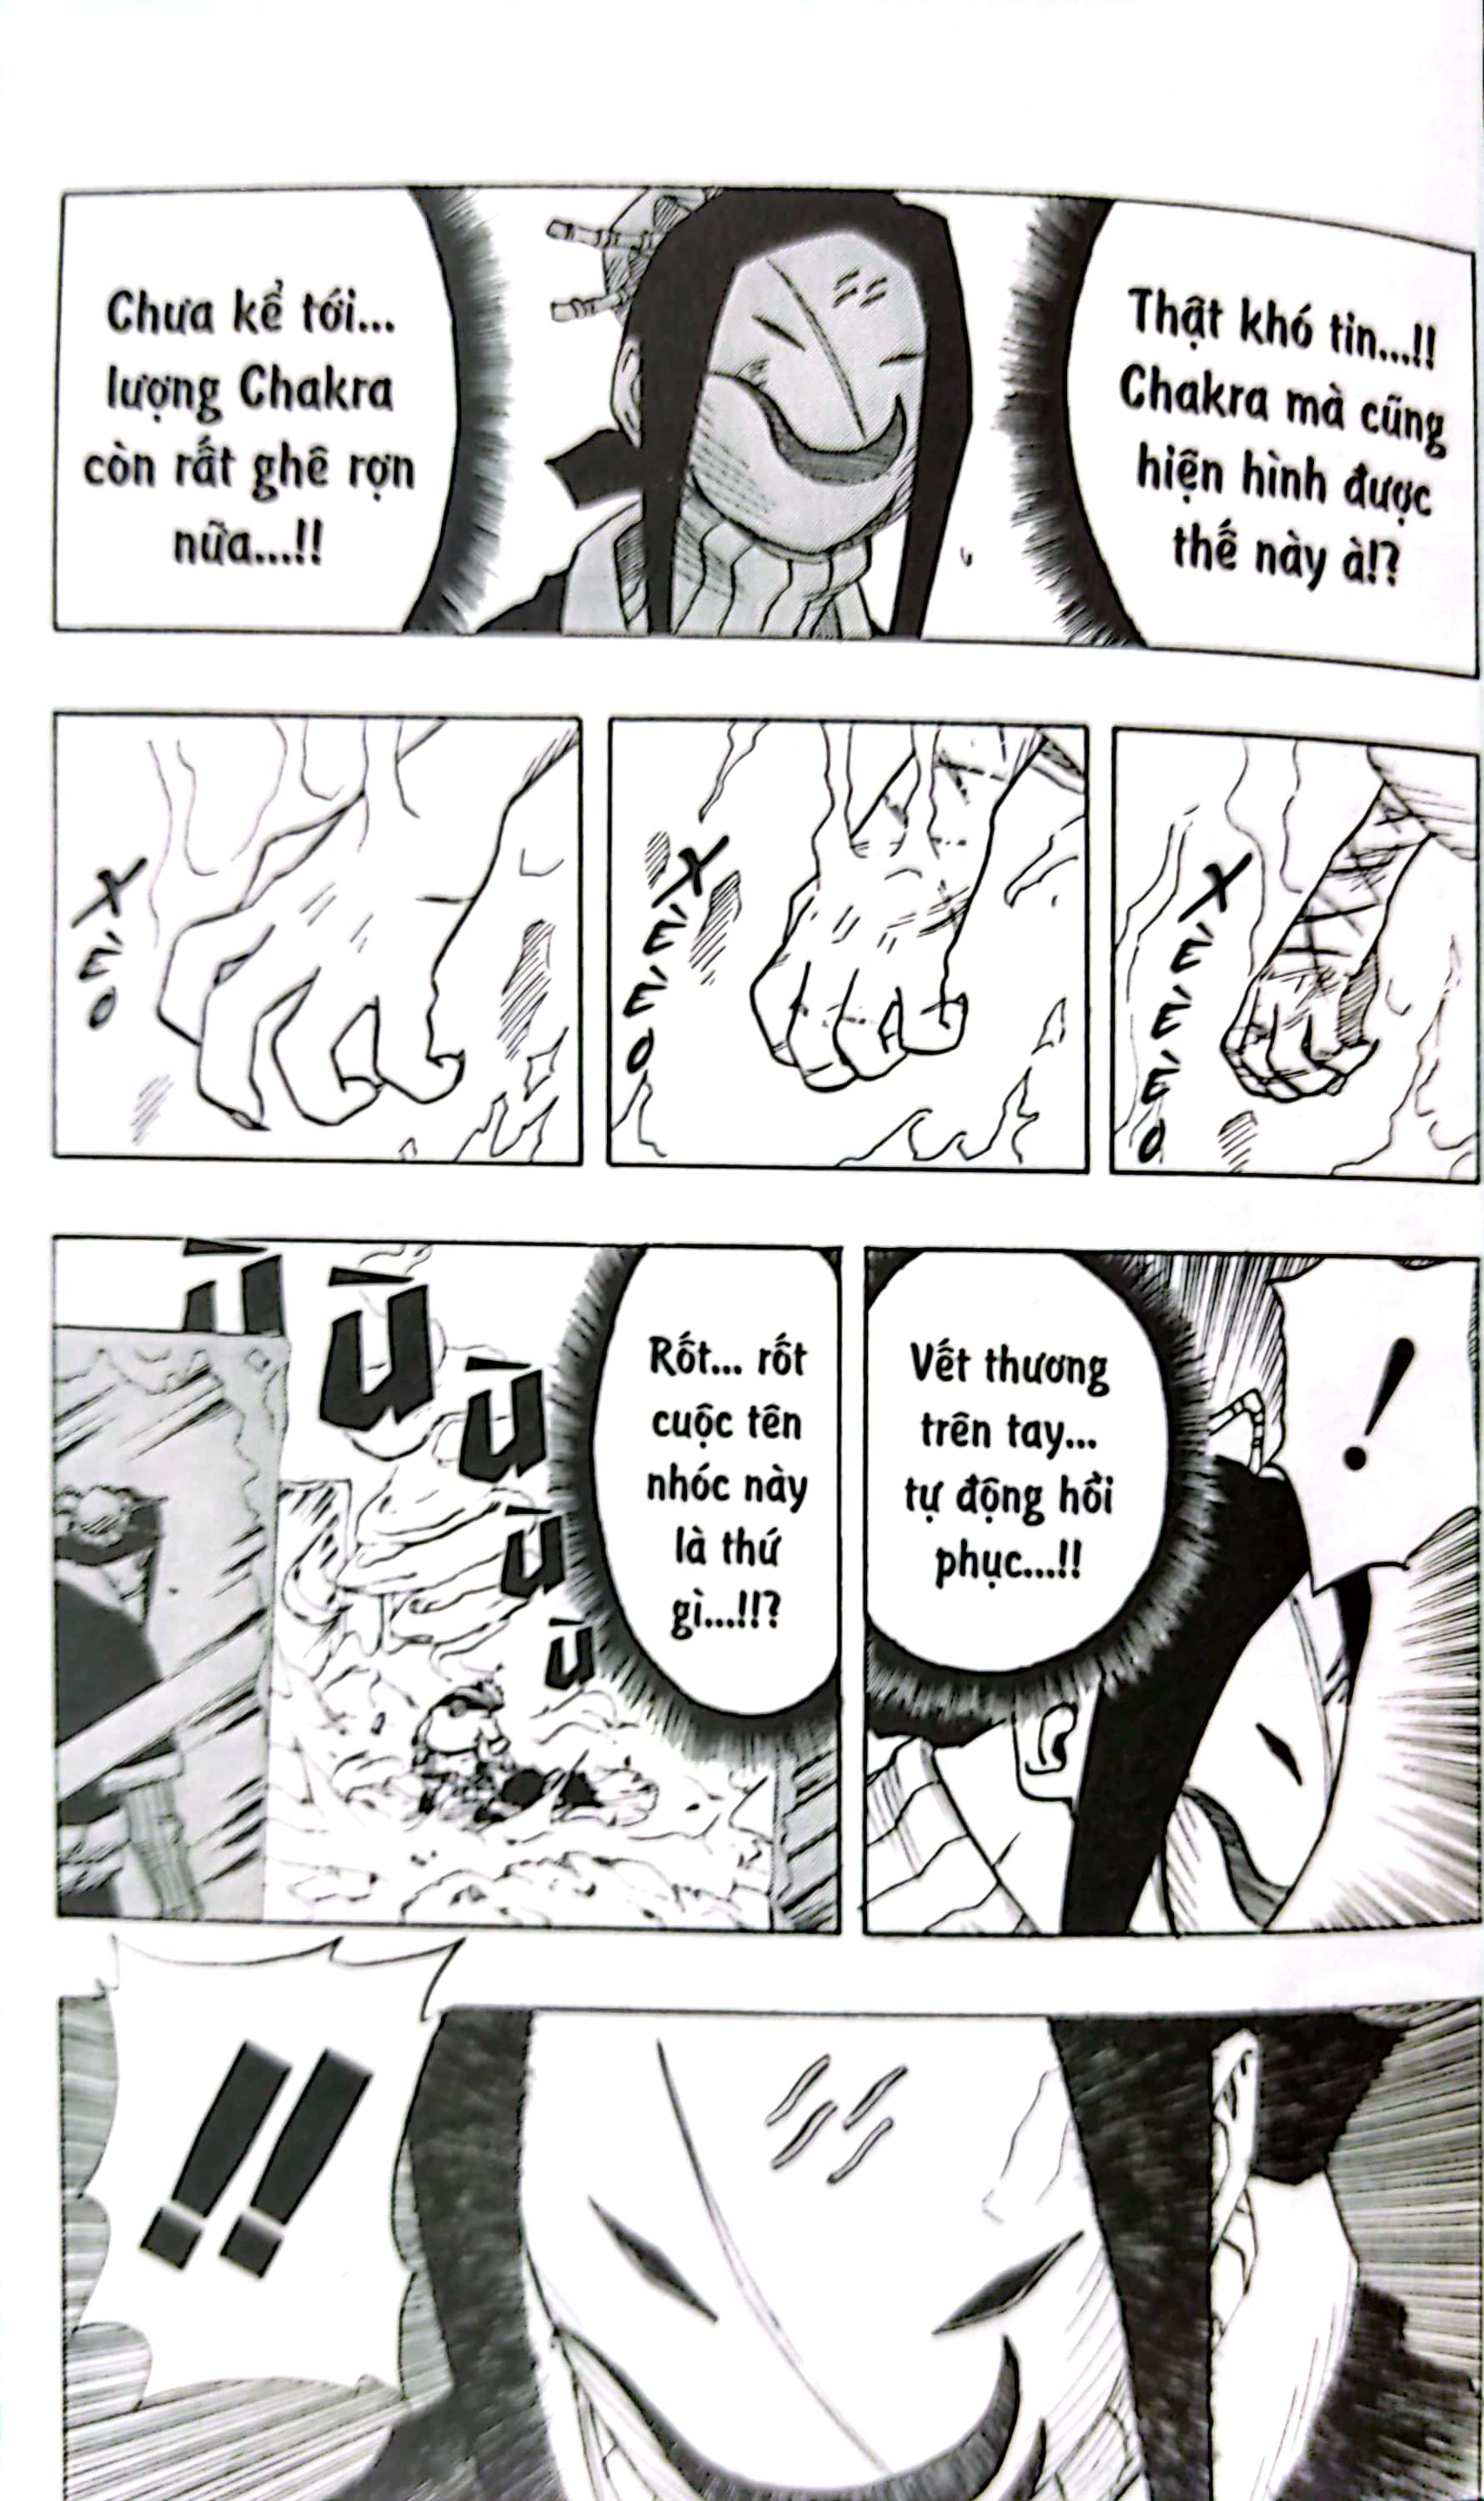 Thật khó tin...!!
Chakra mà cũng
hiện hình được
thế này à!?
Chưa kể tới...
lượng Chakra
còn rất ghê rợn
nữa...!!
XÈÈÈO
XÈÈO
XÈO
!
Vết thương
trên tay...
tự động hồi
phục...!!
Rốt... rốt
cuộc tên
nhóc này
là thứ
gì...!!?
Ù
Ù
Ù
Ù
Ù
!!